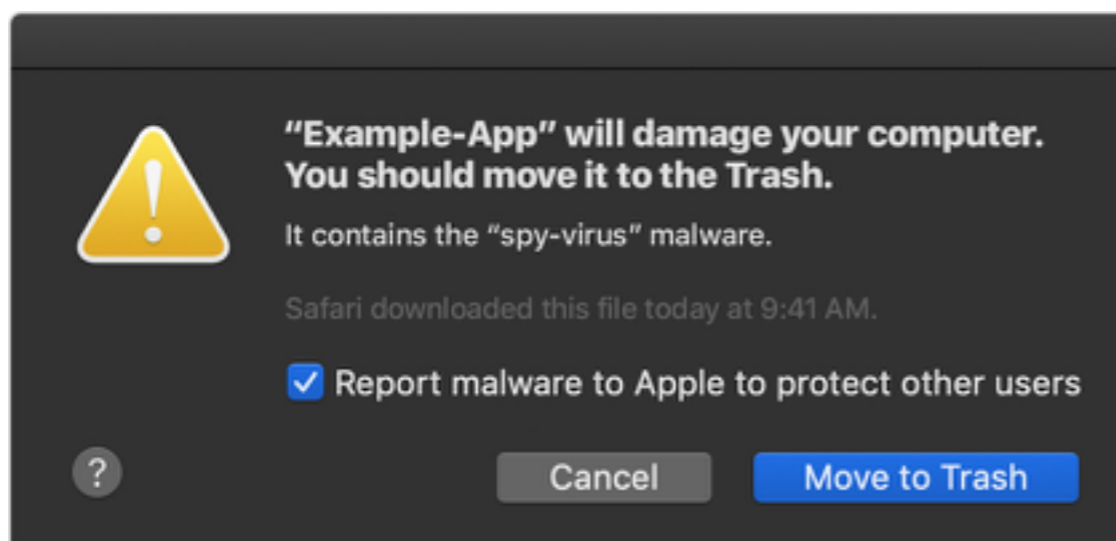 “Example-App” will damage your computer.
You should move it to the Trash.
It contains the “spy-virus” malware.
Safari downloaded this file today at 9:41 AM.
Report malware to Apple to protect other users
?
Cancel
Move to Trash